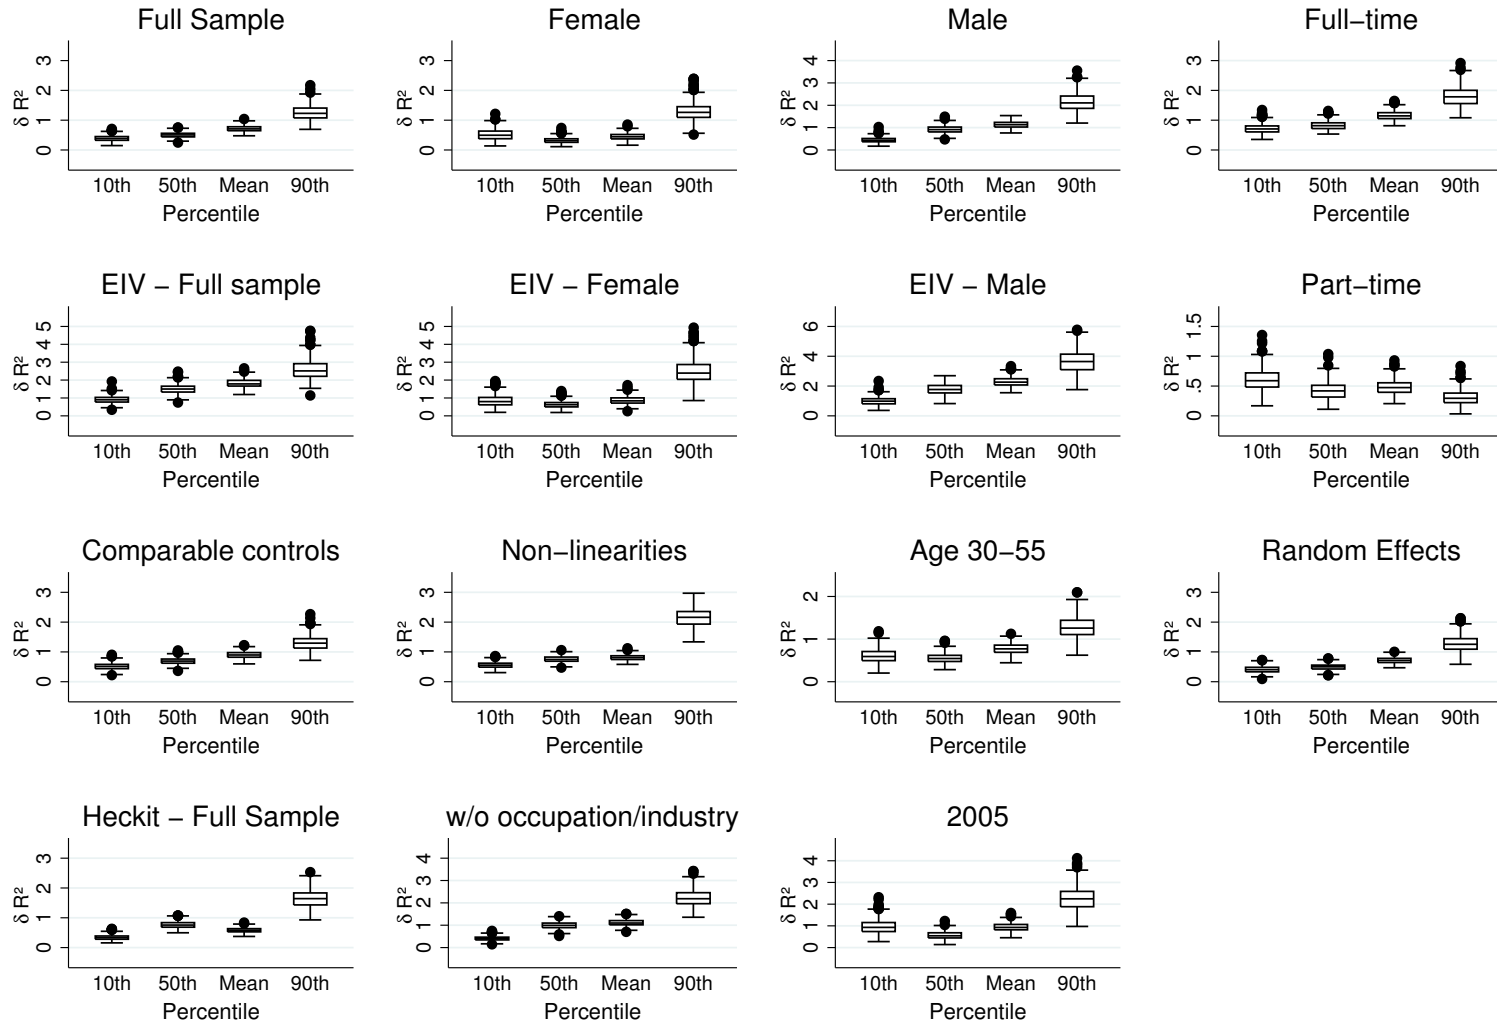 Full Sample
δ R²
0 1 2 3
10th 50th Mean 90th
Percentile
Female
δ R²
0 1 2 3
10th 50th Mean 90th
Percentile
Male
δ R²
0 1 2 3 4
10th 50th Mean 90th
Percentile
Full−time
δ R²
0 1 2 3
10th 50th Mean 90th
Percentile
EIV − Full sample
δ R²
0 1 2 3 4 5
10th 50th Mean 90th
Percentile
EIV − Female
δ R²
0 1 2 3 4 5
10th 50th Mean 90th
Percentile
EIV − Male
δ R²
0 2 4 6
10th 50th Mean 90th
Percentile
Part−time
δ R²
0 .5 1 1.5
10th 50th Mean 90th
Percentile
Comparable controls
δ R²
0 1 2 3
10th 50th Mean 90th
Percentile
Non−linearities
δ R²
0 1 2 3
10th 50th Mean 90th
Percentile
Age 30−55
δ R²
0 1 2
10th 50th Mean 90th
Percentile
Random Effects
δ R²
0 1 2 3
10th 50th Mean 90th
Percentile
Heckit − Full Sample
δ R²
0 1 2 3
10th 50th Mean 90th
Percentile
w/o occupation/industry
δ R²
0 1 2 3 4
10th 50th Mean 90th
Percentile
2005
δ R²
0 1 2 3 4
10th 50th Mean 90th
Percentile